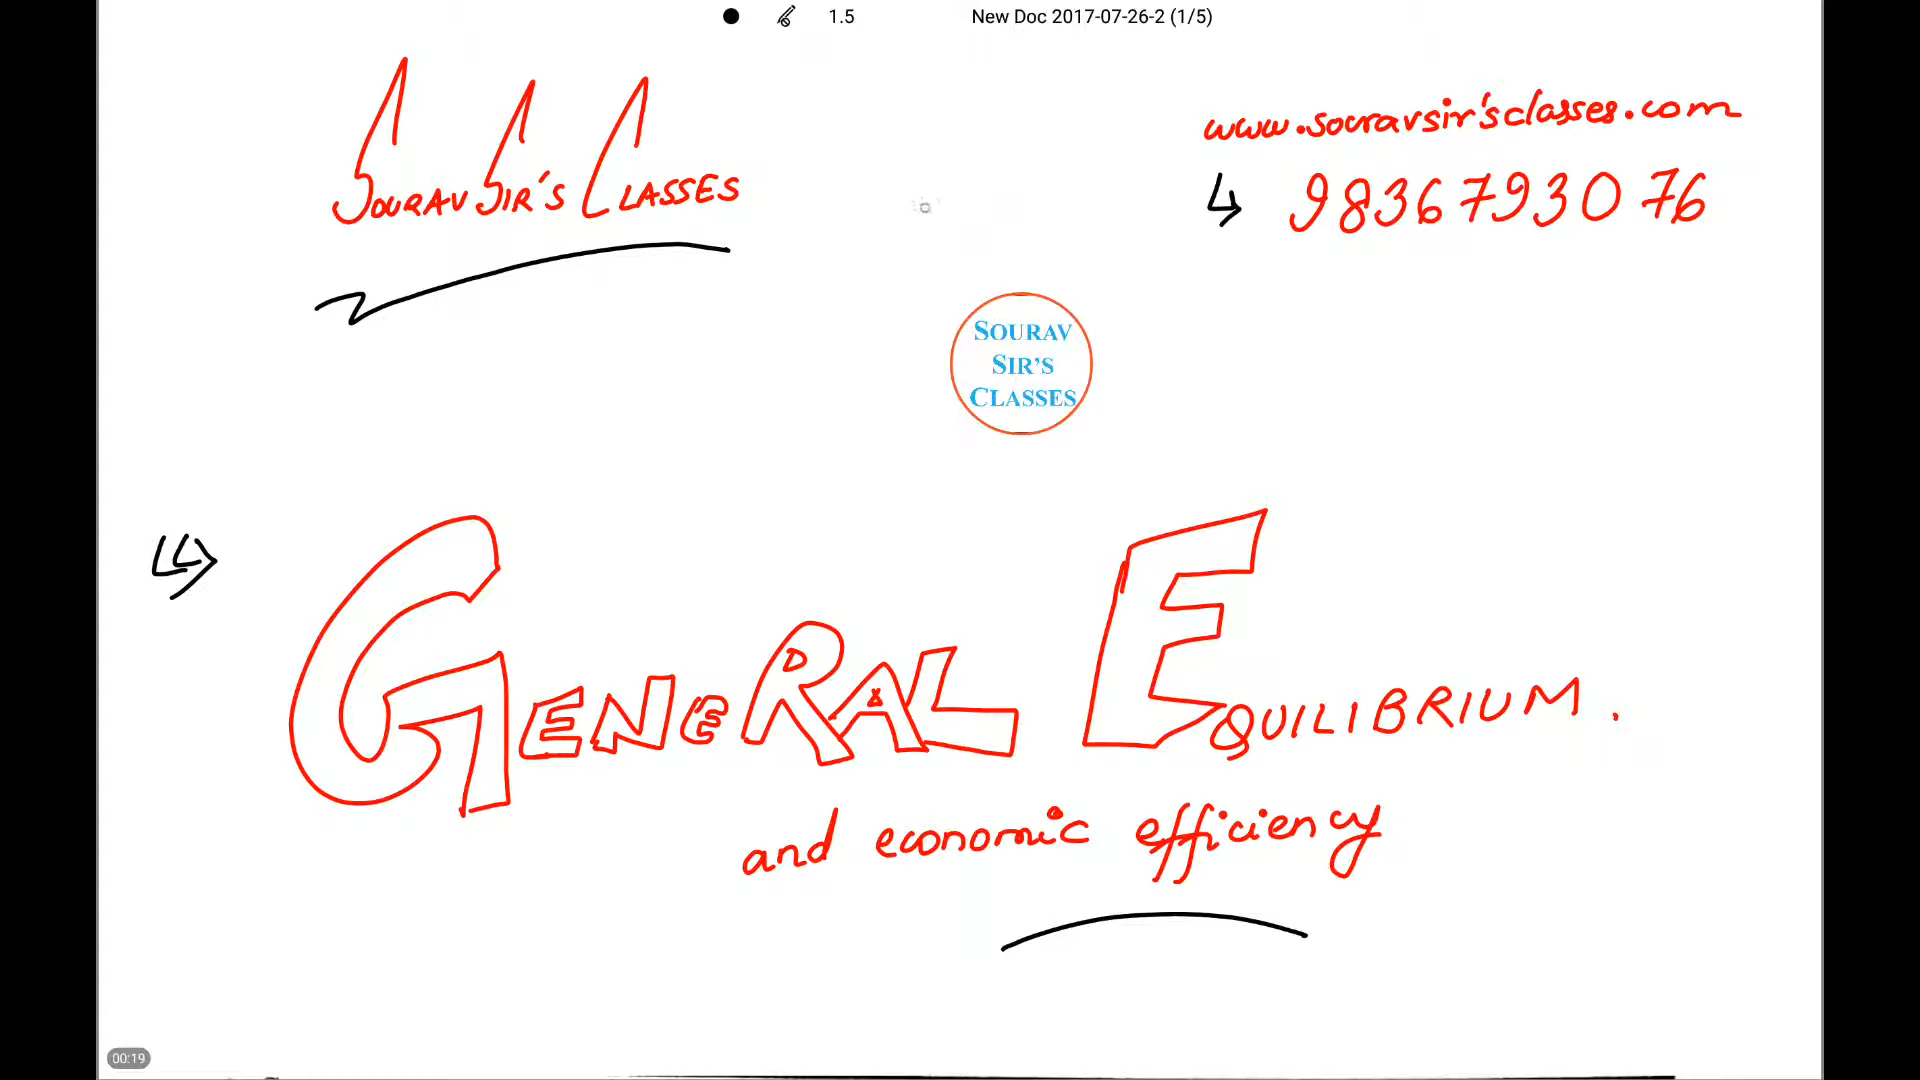 1.5 New Doc 2017-07-26-2 (1/5)
SOURAV SIR'S CLASSES
www.souravsir'sclasses.com
9836793076
SOURAV
SIR'S
CLASSES
GENERAL EQUILIBRIUM.
and economic efficiency
00:19